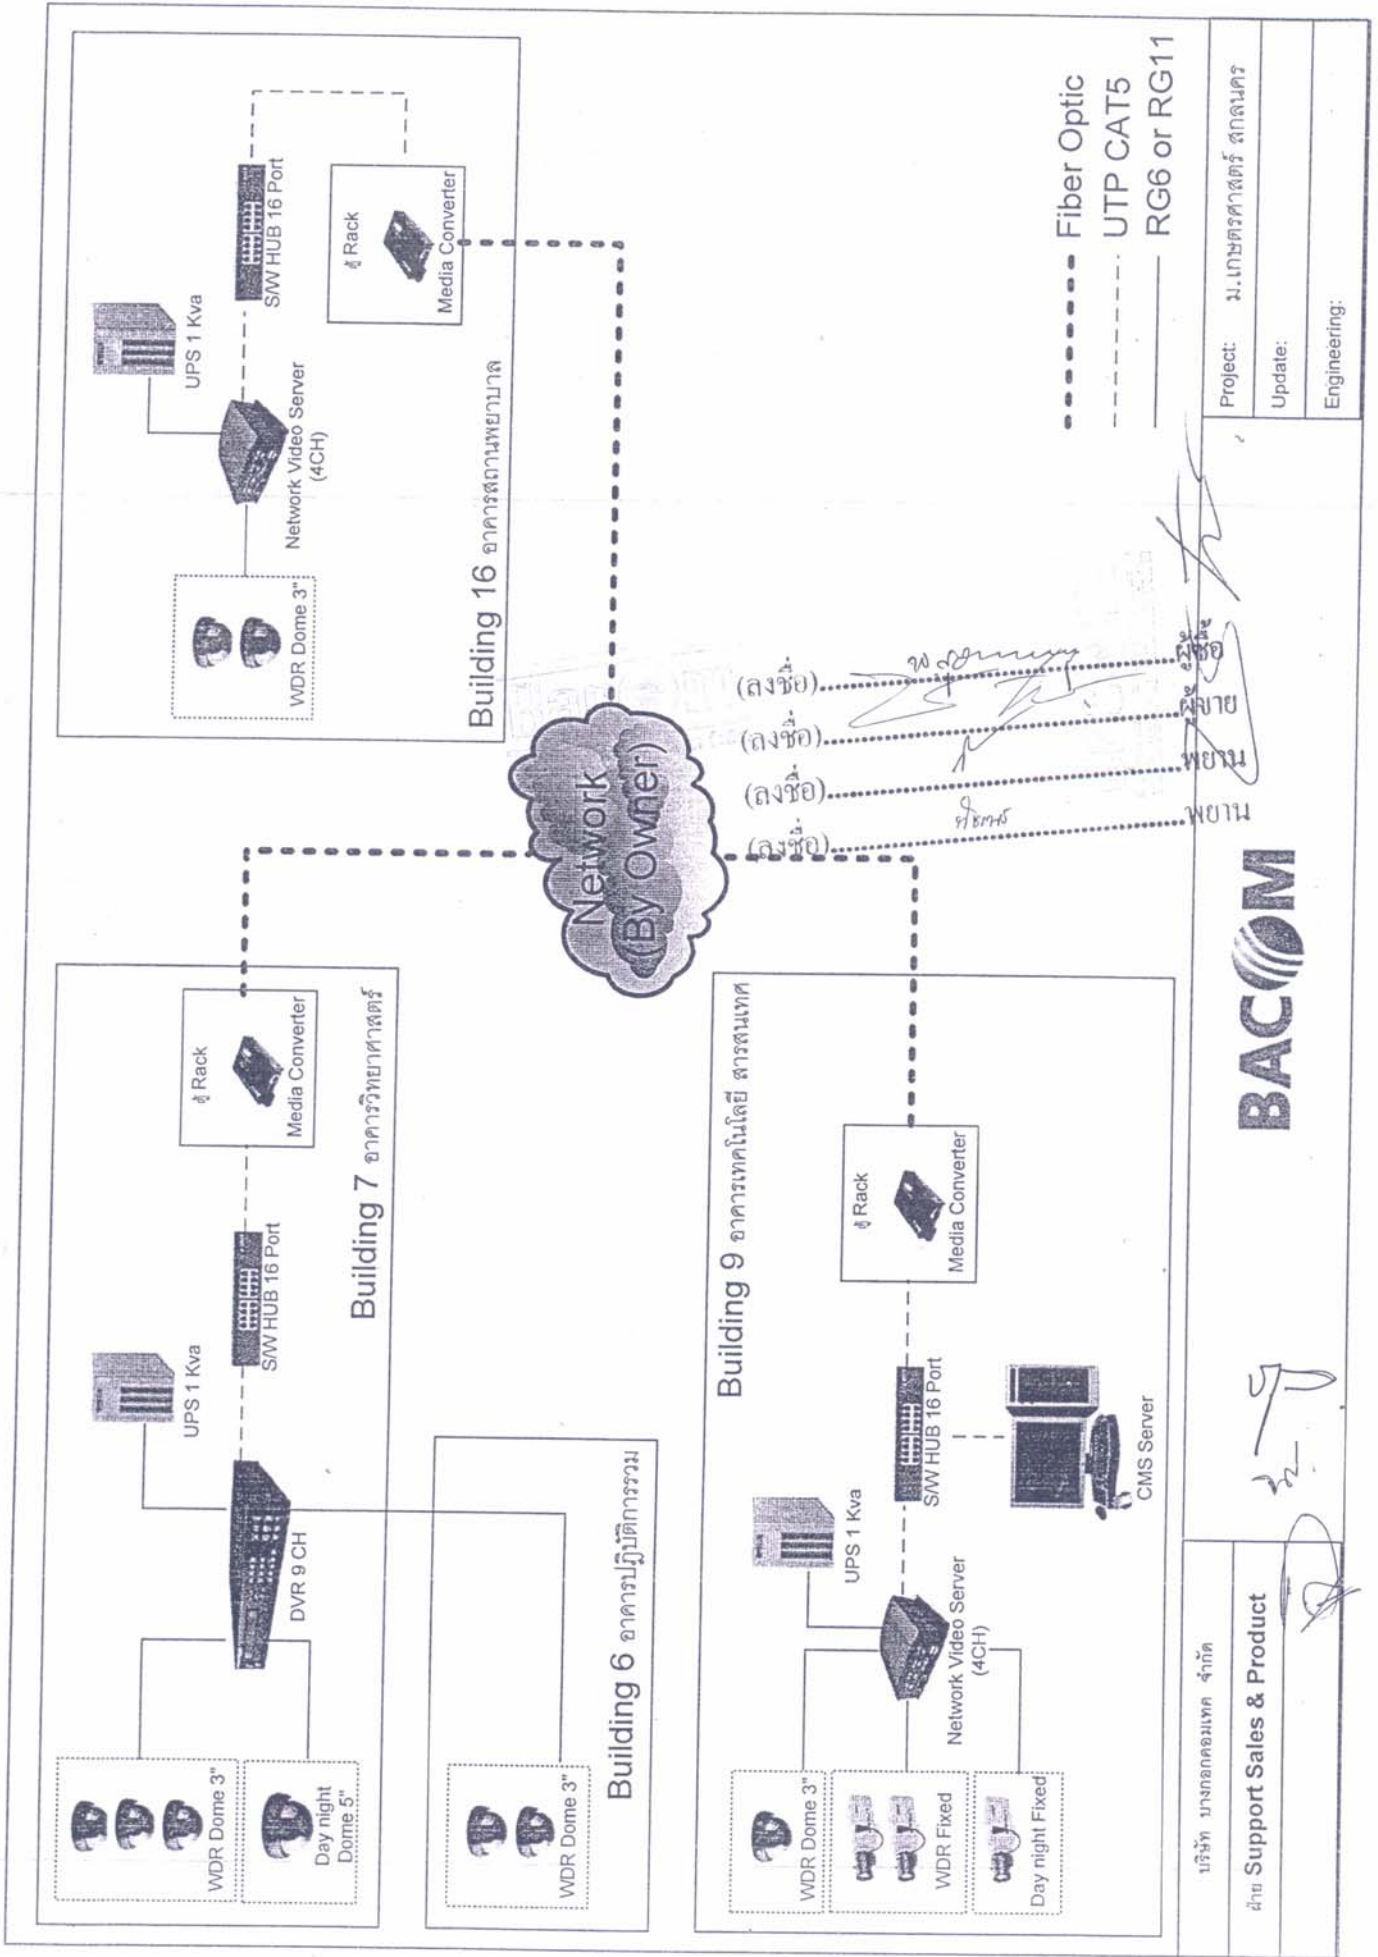 WDR Dome 3"
Day night
Dome 5"
DVR 9 CH
UPS 1 Kva
S/W HUB 16 Port
ตู้ Rack
Media Converter
Building 7 อาคารวิทยาศาสตร์
WDR Dome 3"
Building 6 อาคารปฏิบัติการรวม
WDR Dome 3"
Network Video Server
(4CH)
UPS 1 Kva
S/W HUB 16 Port
ตู้ Rack
Media Converter
Building 16 อาคารสถานพยาบาล
Network
(By Owner)
Building 9 อาคารเทคโนโลยี สารสนเทศ
WDR Dome 3"
WDR Fixed
Day night Fixed
Network Video Server
(4CH)
UPS 1 Kva
S/W HUB 16 Port
CMS Server
ตู้ Rack
Media Converter
Fiber Optic
UTP CAT5
RG6 or RG11
(ลงชื่อ)..............ผู้ซื้อ
(ลงชื่อ)..............ผู้ขาย
(ลงชื่อ)..............พยาน
(ลงชื่อ)..............พยาน
บริษัท บางกอกคอมเทค จำกัด
ฝ่าย Support Sales & Product
BACOM
Project: ม.เกษตรศาสตร์ สกลนคร
Update:
Engineering: